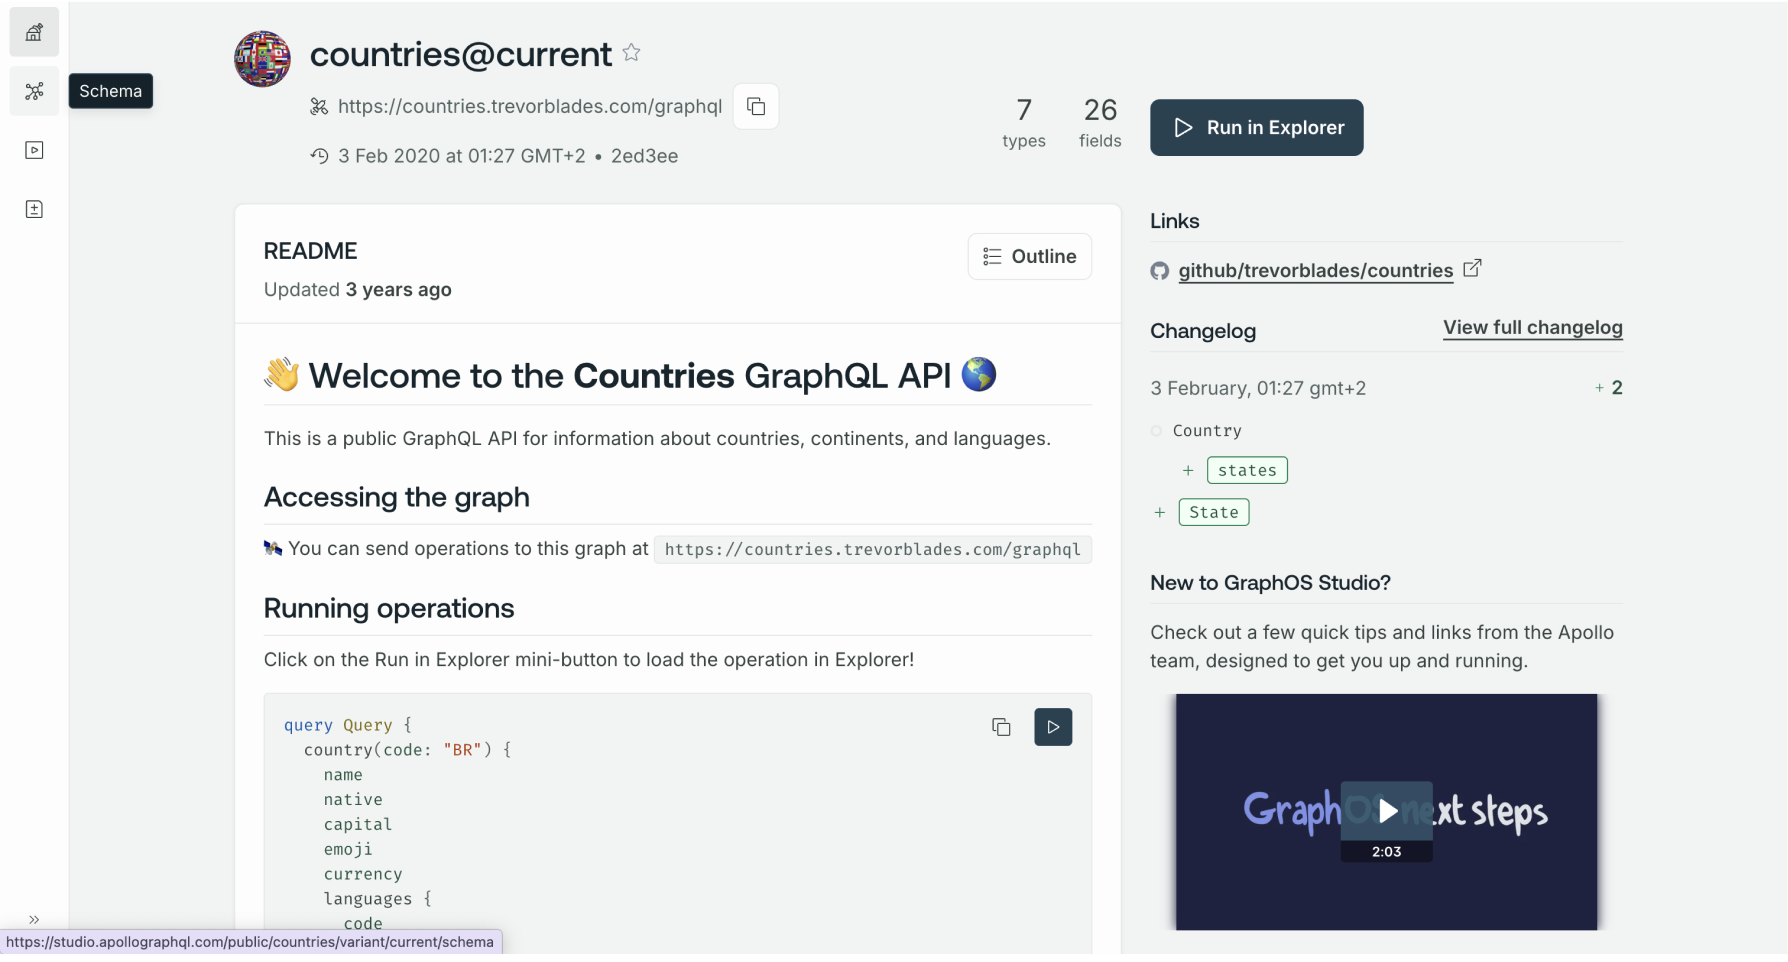 countries@current
Schema
https://countries.trevorblades.com/graphql
3 Feb 2020 at 01:27 GMT+2 • 2ed3ee
7
types
26
fields
Run in Explorer
README
Updated 3 years ago
Outline
👋 Welcome to the Countries GraphQL API 🌎
This is a public GraphQL API for information about countries, continents, and languages.
Accessing the graph
🛰 You can send operations to this graph at https://countries.trevorblades.com/graphql
Running operations
Click on the Run in Explorer mini-button to load the operation in Explorer!
query Query {
country(code: "BR") {
name
native
capital
emoji
currency
languages {
code
Links
github/trevorblades/countries
Changelog
View full changelog
3 February, 01:27 gmt+2
+ 2
Country
+ states
+ State
New to GraphOS Studio?
Check out a few quick tips and links from the Apollo
team, designed to get you up and running.
GraphOS next steps
2:03
https://studio.apollographql.com/public/countries/variant/current/schema